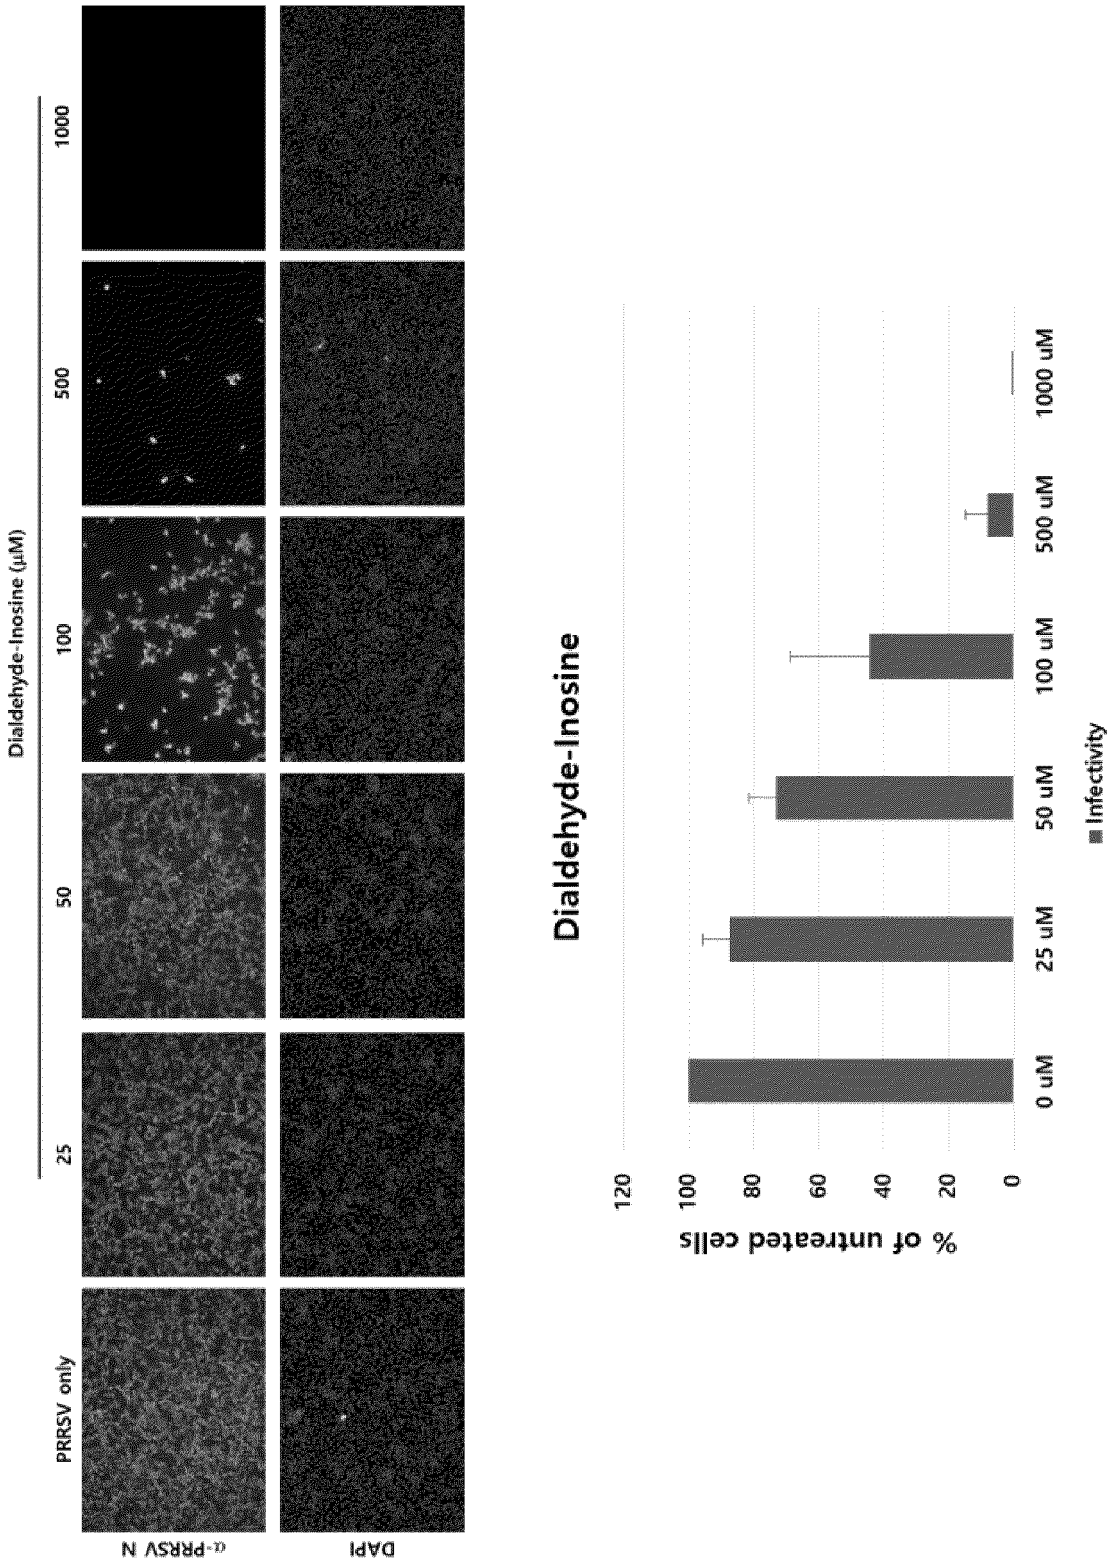 Dialdehyde-Inosine (μM)
PRRSV only 25 50 100 500 1000
α-PRRSV N
DAPI
Dialdehyde-Inosine
% of untreated cells
120
100
80
60
40
20
0
0 uM 25 uM 50 uM 100 uM 500 uM 1000 uM
Infectivity